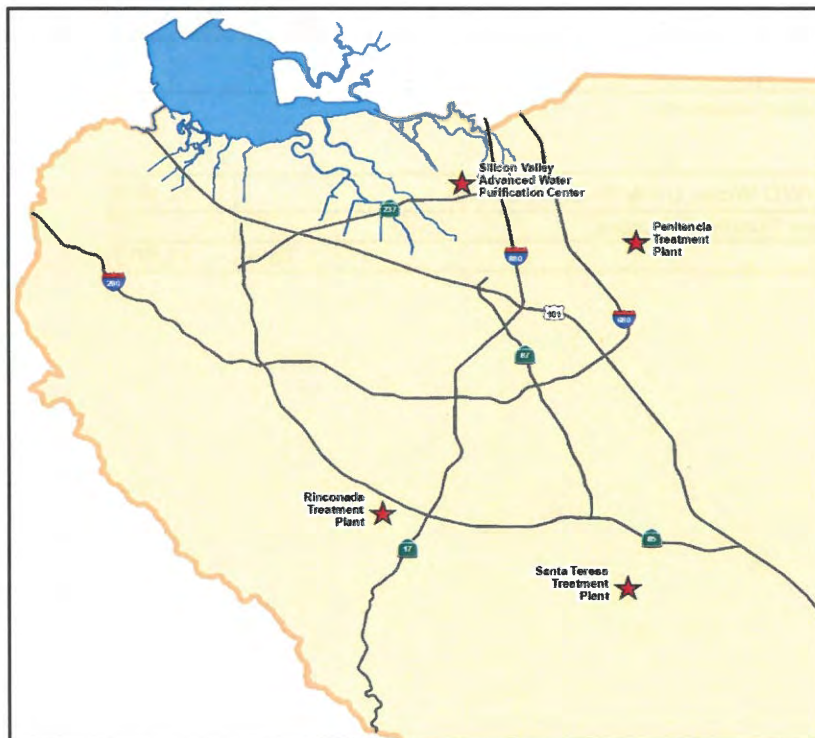 Silicon Valley
Advanced Water
Purification Center
237
Penitencia
Treatment
Plant
280
880
101
680
87
Rinconada
Treatment
Plant
17
85
Santa Teresa
Treatment
Plant